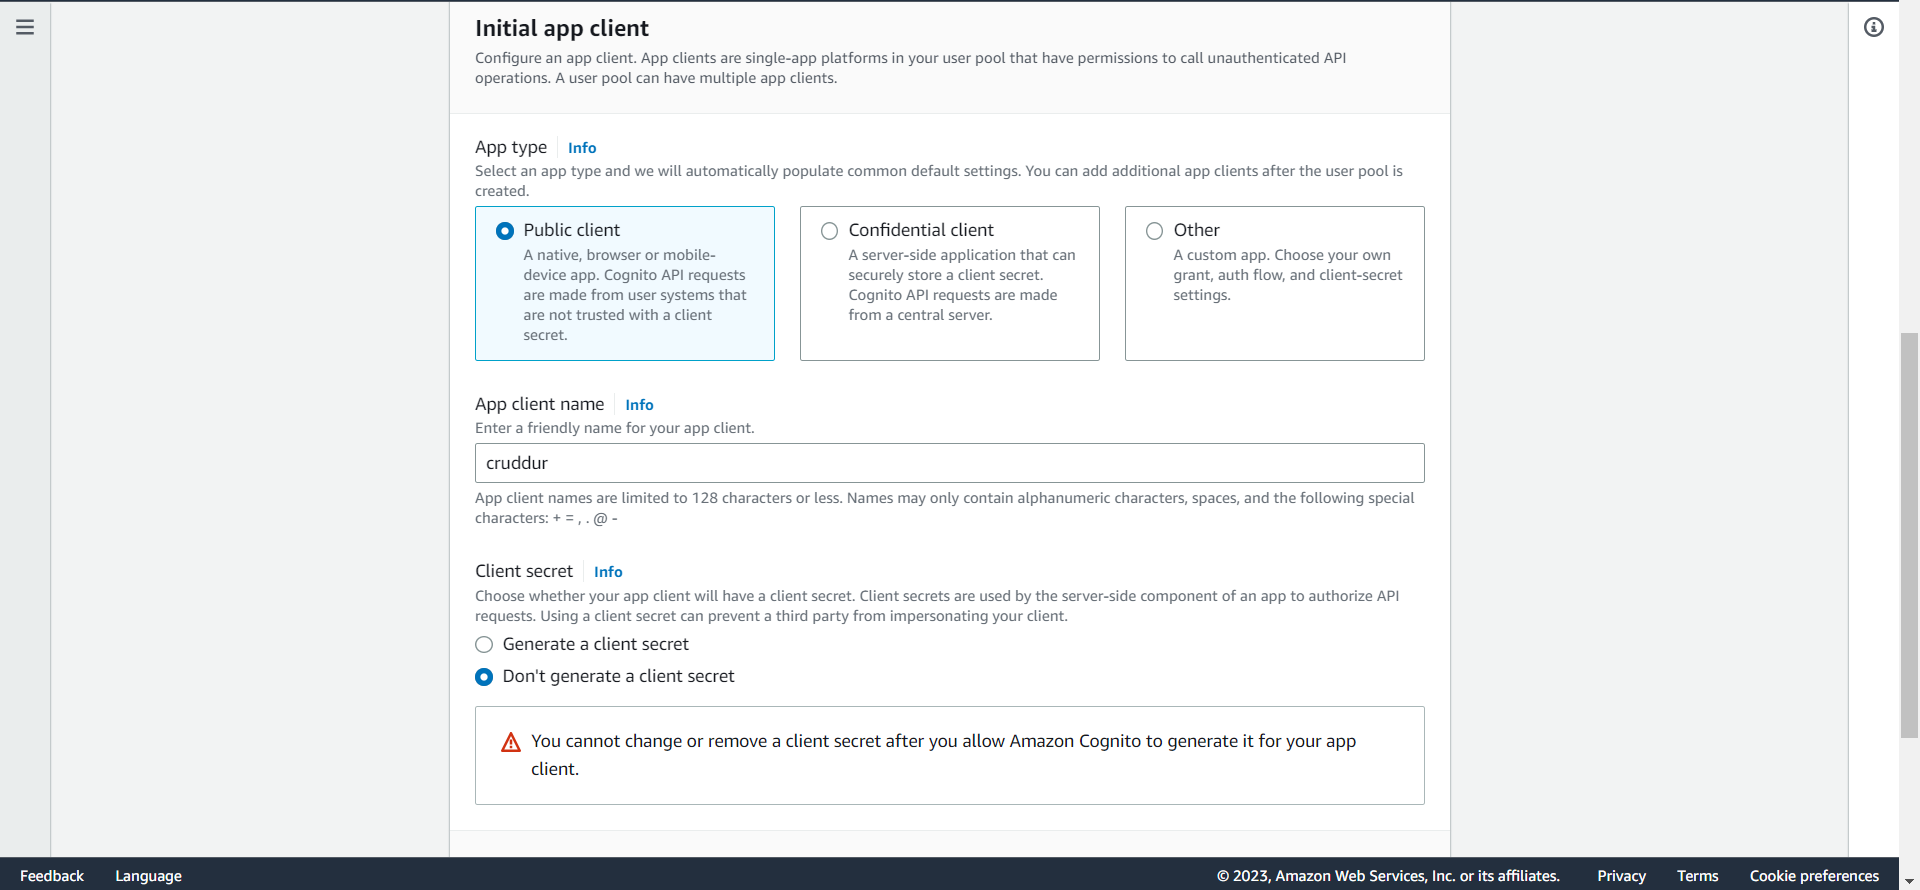 Initial app client
Configure an app client. App clients are single-app platforms in your user pool that have permissions to call unauthenticated API
operations. A user pool can have multiple app clients.
App type Info
Select an app type and we will automatically populate common default settings. You can add additional app clients after the user pool is
created.
Public client
A native, browser or mobile-
device app. Cognito API requests
are made from user systems that
are not trusted with a client
secret.
Confidential client
A server-side application that can
securely store a client secret.
Cognito API requests are made
from a central server.
Other
A custom app. Choose your own
grant, auth flow, and client-secret
settings.
App client name Info
Enter a friendly name for your app client.
cruddur
App client names are limited to 128 characters or less. Names may only contain alphanumeric characters, spaces, and the following special
characters: + = , . @ -
Client secret Info
Choose whether your app client will have a client secret. Client secrets are used by the server-side component of an app to authorize API
requests. Using a client secret can prevent a third party from impersonating your client.
Generate a client secret
Don't generate a client secret
You cannot change or remove a client secret after you allow Amazon Cognito to generate it for your app
client.
Feedback Language © 2023, Amazon Web Services, Inc. or its affiliates. Privacy Terms Cookie preferences